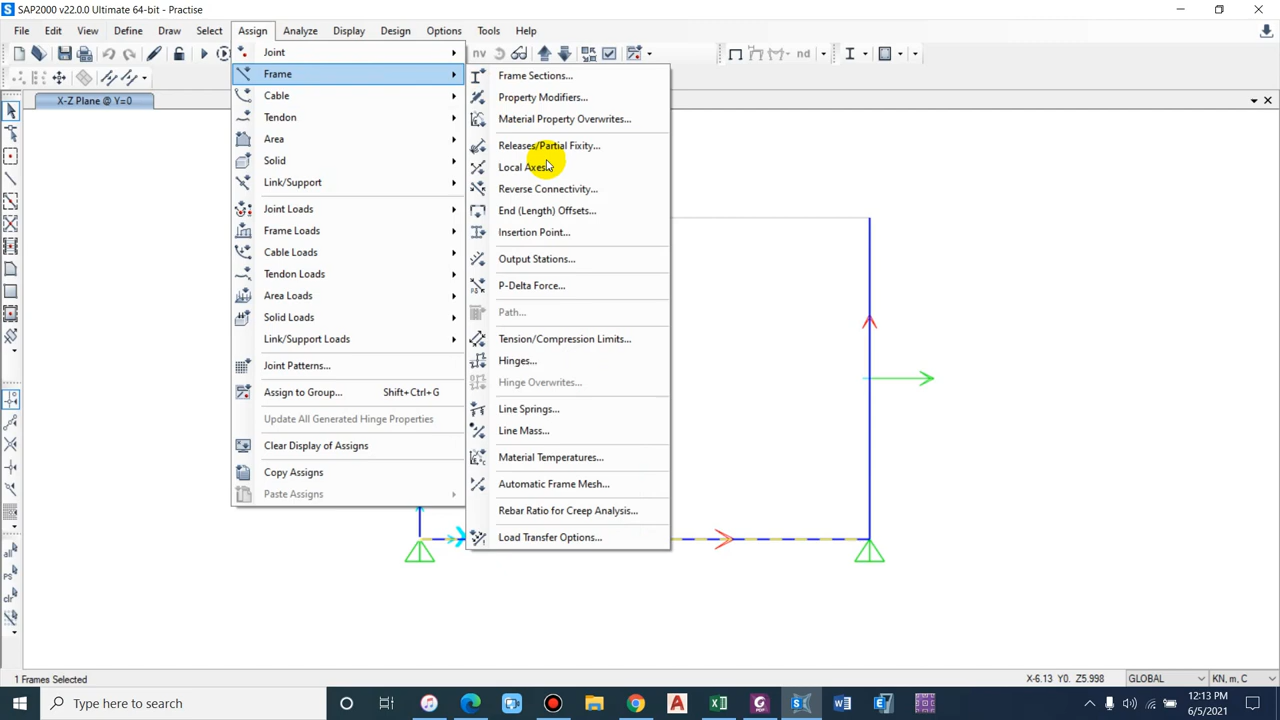 SAP2000 v22.0.0 Ultimate 64-bit - Practise
File Edit View Define Draw Select Assign Analyze Display Design Options Tools Help
nv
nd
X-Z Plane @ Y=0
Joint
Frame
Cable
Tendon
Area
Solid
Link/Support
Joint Loads
Frame Loads
Cable Loads
Tendon Loads
Area Loads
Solid Loads
Link/Support Loads
Joint Patterns...
Assign to Group... Shift+Ctrl+G
Update All Generated Hinge Properties
Clear Display of Assigns
Copy Assigns
Paste Assigns
Frame Sections...
Property Modifiers...
Material Property Overwrites...
Releases/Partial Fixity...
Local Axes...
Reverse Connectivity...
End (Length) Offsets...
Insertion Point...
Output Stations...
P-Delta Force...
Path...
Tension/Compression Limits...
Hinges...
Hinge Overwrites...
Line Springs...
Line Mass...
Material Temperatures...
Automatic Frame Mesh...
Rebar Ratio for Creep Analysis...
Load Transfer Options...
PS
clr
1 Frames Selected
X-6.13 Y0. Z5.998
GLOBAL
KN, m, C
Type here to search
12:13 PM
6/5/2021